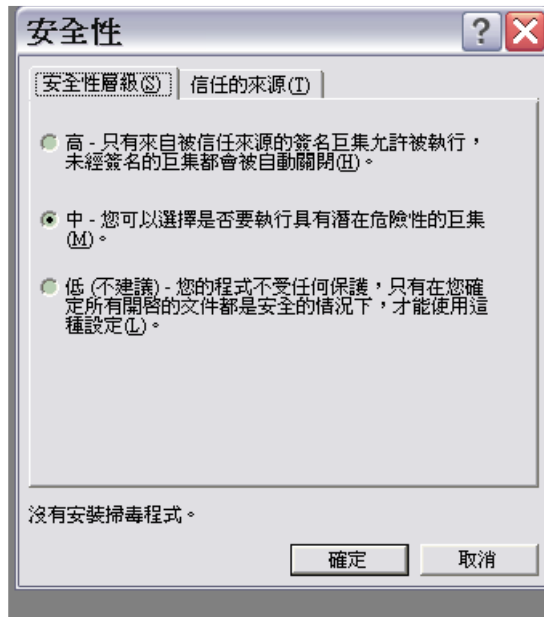 安全性
安全性層級(S)
信任的來源(T)
高 - 只有來自被信任來源的簽名巨集允許被執行，
未經簽名的巨集都會被自動關閉(H)。
中 - 您可以選擇是否要執行具有潛在危險性的巨集
(M)。
低 (不建議) - 您的程式不受任何保護，只有在您確
定所有開啓的文件都是安全的情況下，才能使用這
種設定(L)。
沒有安裝掃毒程式。
確定
取消